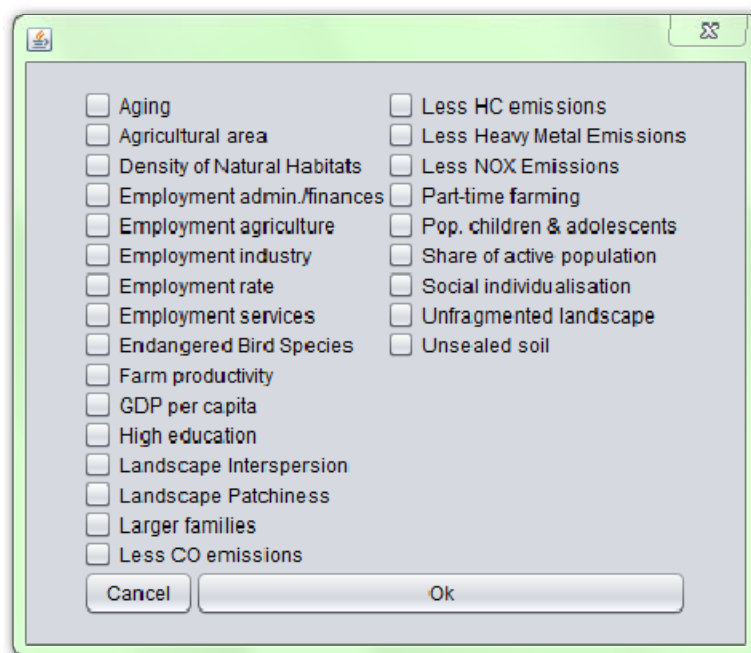 Aging
Agricultural area
Density of Natural Habitats
Employment admin./finances
Employment agriculture
Employment industry
Employment rate
Employment services
Endangered Bird Species
Farm productivity
GDP per capita
High education
Landscape Interspersion
Landscape Patchiness
Larger families
Less CO emissions
Less HC emissions
Less Heavy Metal Emissions
Less NOX Emissions
Part-time farming
Pop. children & adolescents
Share of active population
Social individualisation
Unfragmented landscape
Unsealed soil
Cancel
Ok